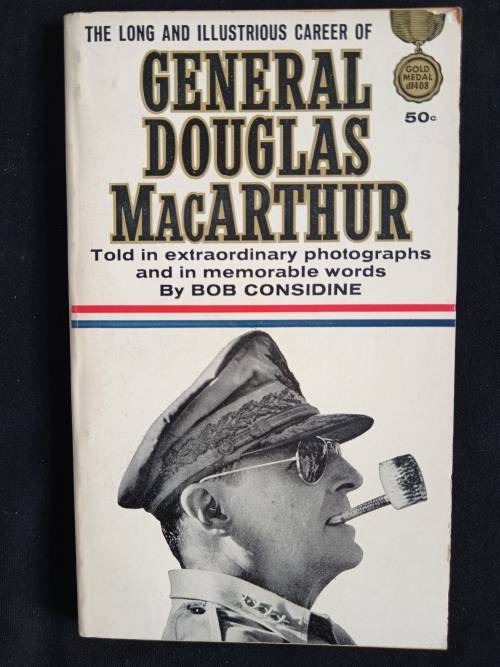 THE LONG AND ILLUSTRIOUS CAREER OF
GENERAL
DOUGLAS
MACARTHUR
Told in extraordinary photographs
and in memorable words
By BOB CONSIDINE
GOLD
MEDAL
d1408
50c